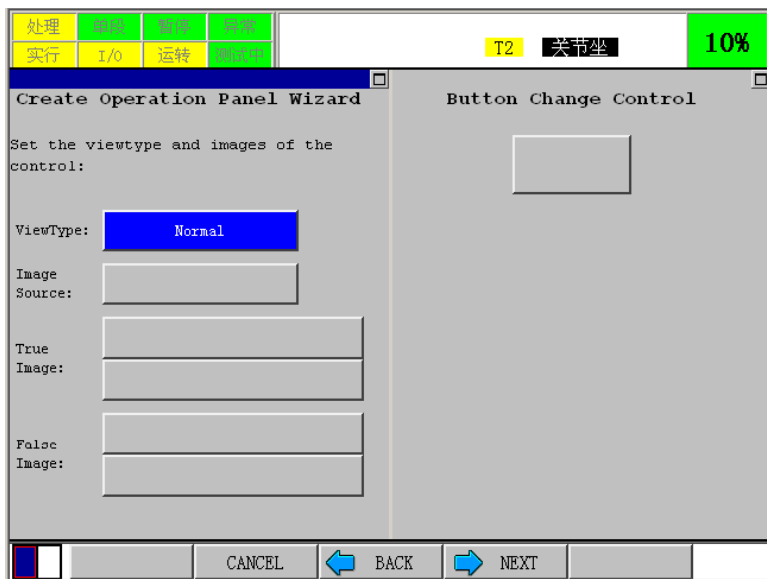 处理 单段 暂停 异常
实行 I/O 运转 测试中
T2 关节坐 10%
Create Operation Panel Wizard
Set the viewtype and images of the
control:
ViewType: Normal
Image
Source:
True
Image:
False
Image:
Button Change Control
CANCEL BACK NEXT